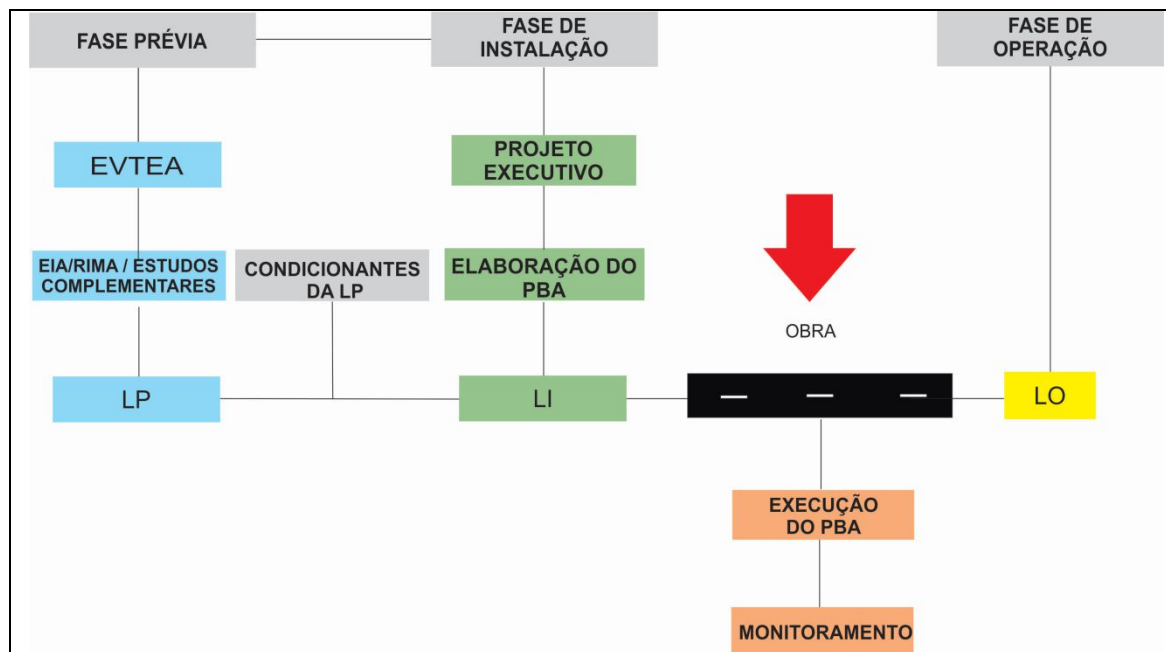 FASE PRÉVIA
FASE DE
INSTALAÇÃO
FASE DE
OPERAÇÃO
EVTEA
PROJETO
EXECUTIVO
EIA/RIMA / ESTUDOS
COMPLEMENTARES
CONDICIONANTES
DA LP
ELABORAÇÃO DO
PBA
OBRA
LP
LI
LO
EXECUÇÃO
DO PBA
MONITORAMENTO